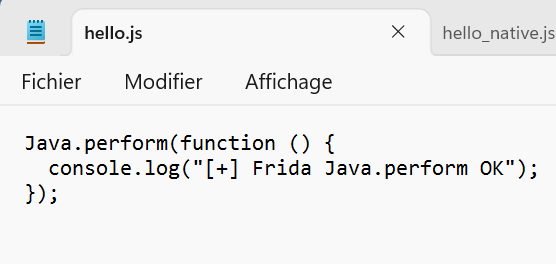 hello.js
hello_native.js
Fichier Modifier Affichage
Java.perform(function () {
  console.log("[+] Frida Java.perform OK");
});